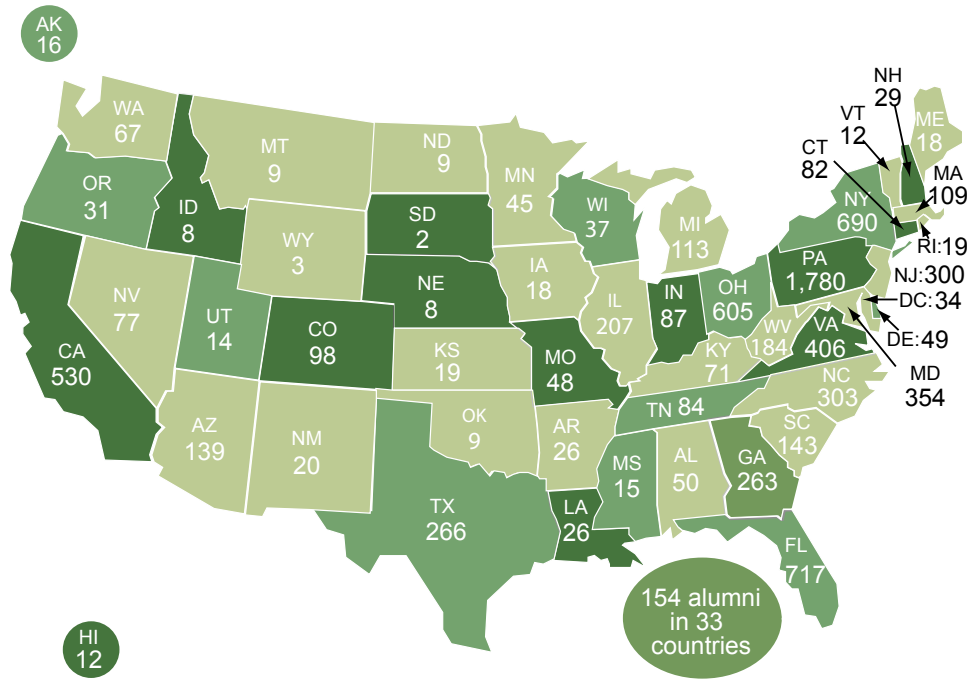 AK
16
WA
67
OR
31
CA
530
ID
8
NV
77
MT
9
WY
3
UT
14
AZ
139
CO
98
NM
20
ND
9
SD
2
NE
8
KS
19
OK
9
TX
266
MN
45
IA
18
MO
48
AR
26
LA
26
WI
37
IL
207
MI
113
IN
87
OH
605
KY
71
TN 84
MS
15
AL
50
GA
263
FL
717
SC
143
NC
303
VA
406
WV
184
PA
1,780
NY
690
ME
18
NH
29
VT
12
CT
82
MA
109
RI:19
NJ:300
DC:34
DE:49
MD
354
HI
12
154 alumni
in 33
countries